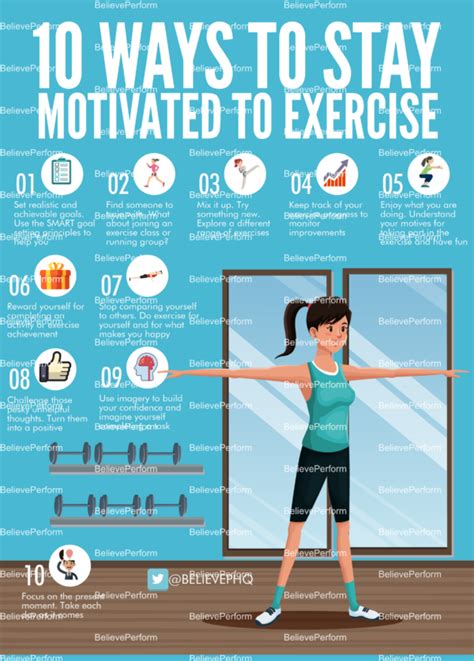 10 WAYS TO STAY
MOTIVATED TO EXERCISE
BelievePerform
01
Set realistic and
achievable goals.
Use the SMART goal
setting principles to
help you
02
Find someone to
with. What
about joining an
exercise class or
running group?
03
Mix it up. Try
something new.
Explore a different
range of exercises
04
Keep track of your
progress to
monitor
improvements
05
Enjoy what you are
doing. Understand
your motives for
taking part in the
exercise and have fun
06
Reward yourself for
completing an
activity or exercise
achievement
07
Stop comparing yourself
to others. Do exercise for
yourself and for what
makes you happy
08
Challenge those
pesky unhelpful
thoughts. Turn them
into a positive
09
Use imagery to build
your confidence and
imagine yourself
completing a task
10
Focus on the present
moment. Take each
day as it comes
@BELIEVEPHQ